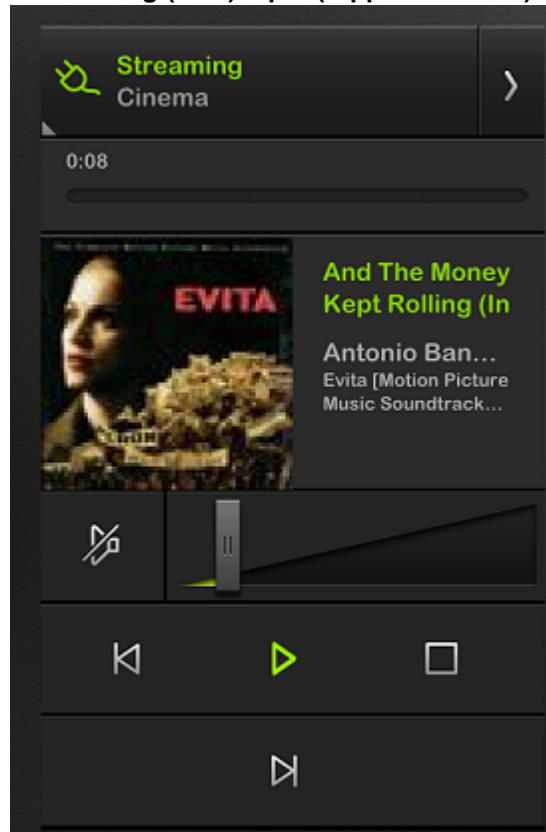 Streaming
Cinema
0:08
EVITA
And The Money
Kept Rolling (In
Antonio Ban...
Evita [Motion Picture
Music Soundtrack...